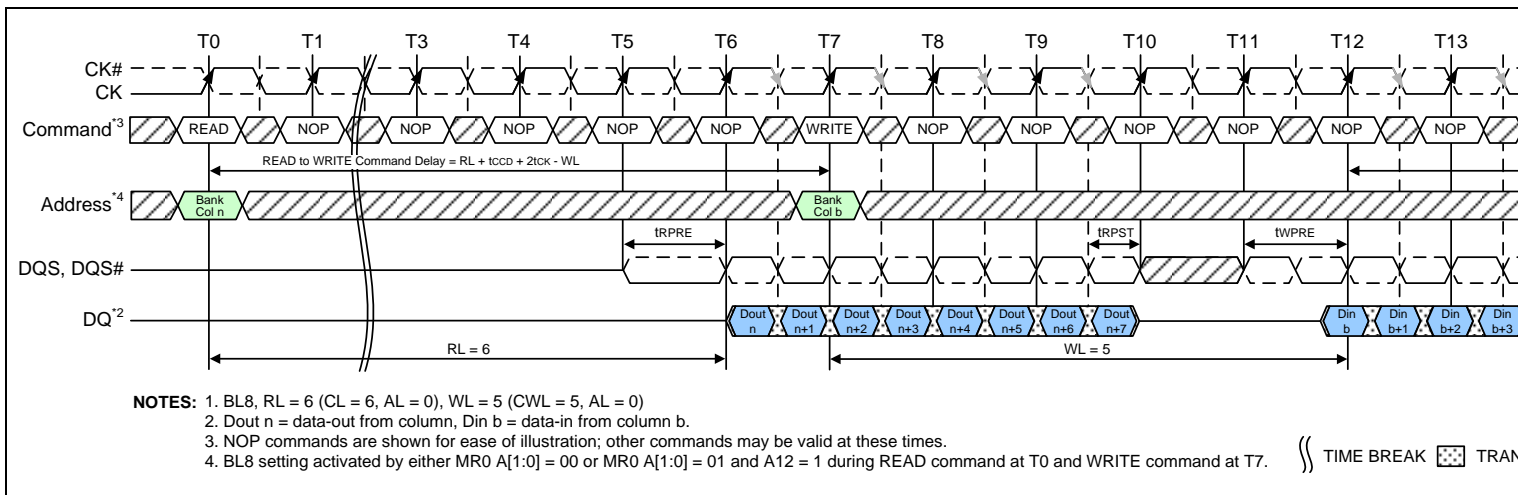 T0 T1 T3 T4 T5 T6 T7 T8 T9 T10 T11 T12 T13
CK#
CK
Command*3 READ NOP NOP NOP NOP NOP WRITE NOP NOP NOP NOP NOP NOP
READ to WRITE Command Delay = RL + tCCD + 2tCK - WL
Address*4 Bank Col n Bank Col b
tRPRE tRPST tWPRE
DQS, DQS#
DQ*2 Dout n Dout n+1 Dout n+2 Dout n+3 Dout n+4 Dout n+5 Dout n+6 Dout n+7 Din b Din b+1 Din b+2 Din b+3
RL = 6 WL = 5
NOTES: 1. BL8, RL = 6 (CL = 6, AL = 0), WL = 5 (CWL = 5, AL = 0)
2. Dout n = data-out from column, Din b = data-in from column b.
3. NOP commands are shown for ease of illustration; other commands may be valid at these times.
4. BL8 setting activated by either MR0 A[1:0] = 00 or MR0 A[1:0] = 01 and A12 = 1 during READ command at T0 and WRITE command at T7.
TIME BREAK TRAN